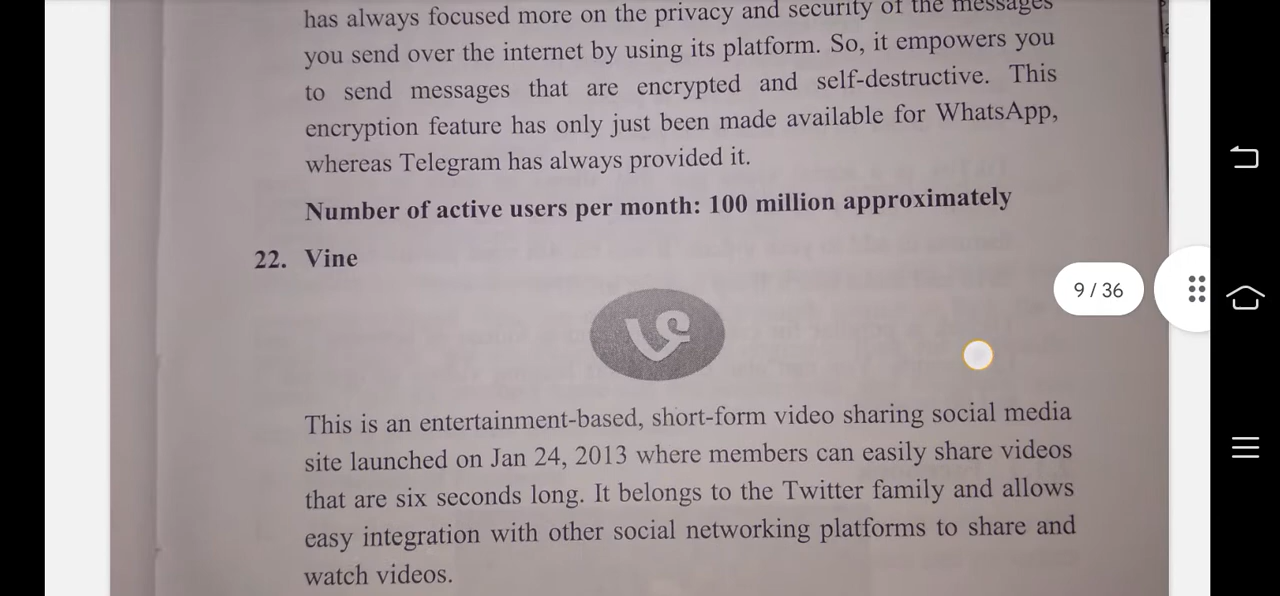 has always focused more on the privacy and security of the messages
you send over the internet by using its platform. So, it empowers you
to send messages that are encrypted and self-destructive. This
encryption feature has only just been made available for WhatsApp,
whereas Telegram has always provided it.
Number of active users per month: 100 million approximately
22. Vine
9 / 36
This is an entertainment-based, short-form video sharing social media
site launched on Jan 24, 2013 where members can easily share videos
that are six seconds long. It belongs to the Twitter family and allows
easy integration with other social networking platforms to share and
watch videos.